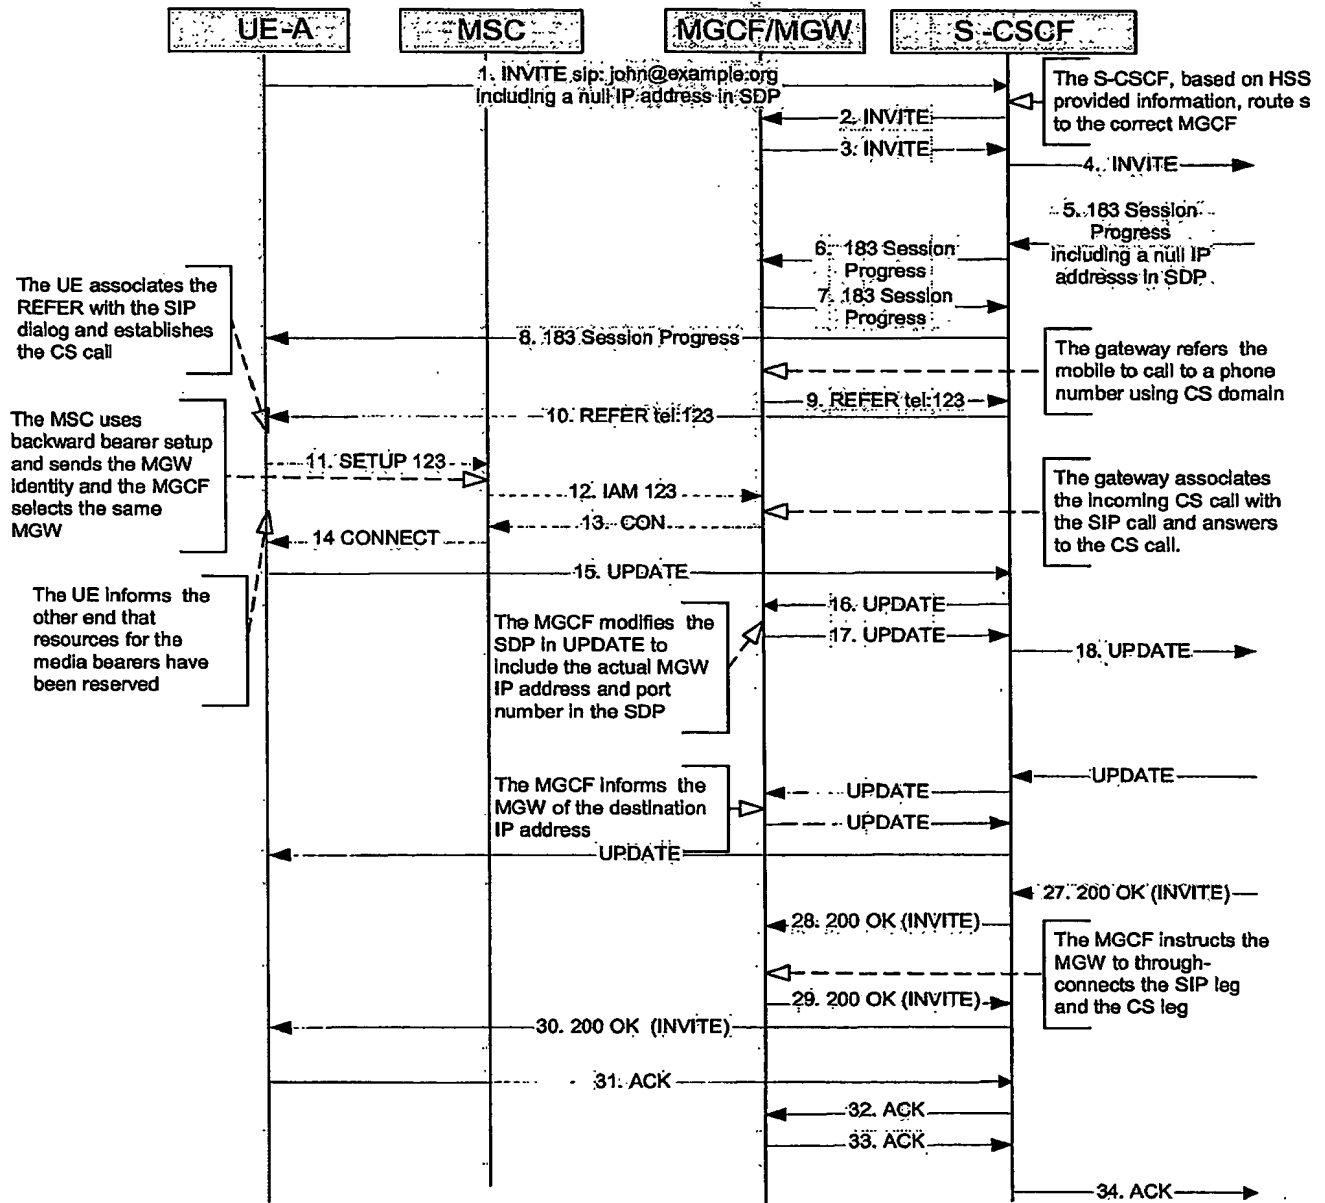 UE-A
MSC
MGCF/MGW
S-CSCF
1. INVITE sip: john@example.org
including a null IP address in SDP
The S-CSCF, based on HSS
provided information, route s
to the correct MGCF
2. INVITE
3. INVITE
4. INVITE
5. 183 Session
Progress
including a null IP
addresss in SDP
6. 183 Session
Progress
7. 183 Session
Progress
8. 183 Session Progress
The UE associates the
REFER with the SIP
dialog and establishes
the CS call
The gateway refers the
mobile to call to a phone
number using CS domain
9. REFER tel:123
10. REFER tel:123
The MSC uses
backward bearer setup
and sends the MGW
identity and the MGCF
selects the same
MGW
11. SETUP 123
12. IAM 123
13. CON
14 CONNECT
The gateway associates
the incoming CS call with
the SIP call and answers
to the CS call.
15. UPDATE
16. UPDATE
17. UPDATE
18. UPDATE
The UE informs the
other end that
resources for the
media bearers have
been reserved
The MGCF modifies the
SDP in UPDATE to
include the actual MGW
IP address and port
number in the SDP
UPDATE
UPDATE
UPDATE
The MGCF informs the
MGW of the destination
IP address
UPDATE
27. 200 OK (INVITE)
28. 200 OK (INVITE)
The MGCF instructs the
MGW to through-
connects the SIP leg
and the CS leg
29. 200 OK (INVITE)
30. 200 OK (INVITE)
31. ACK
32. ACK
33. ACK
34. ACK